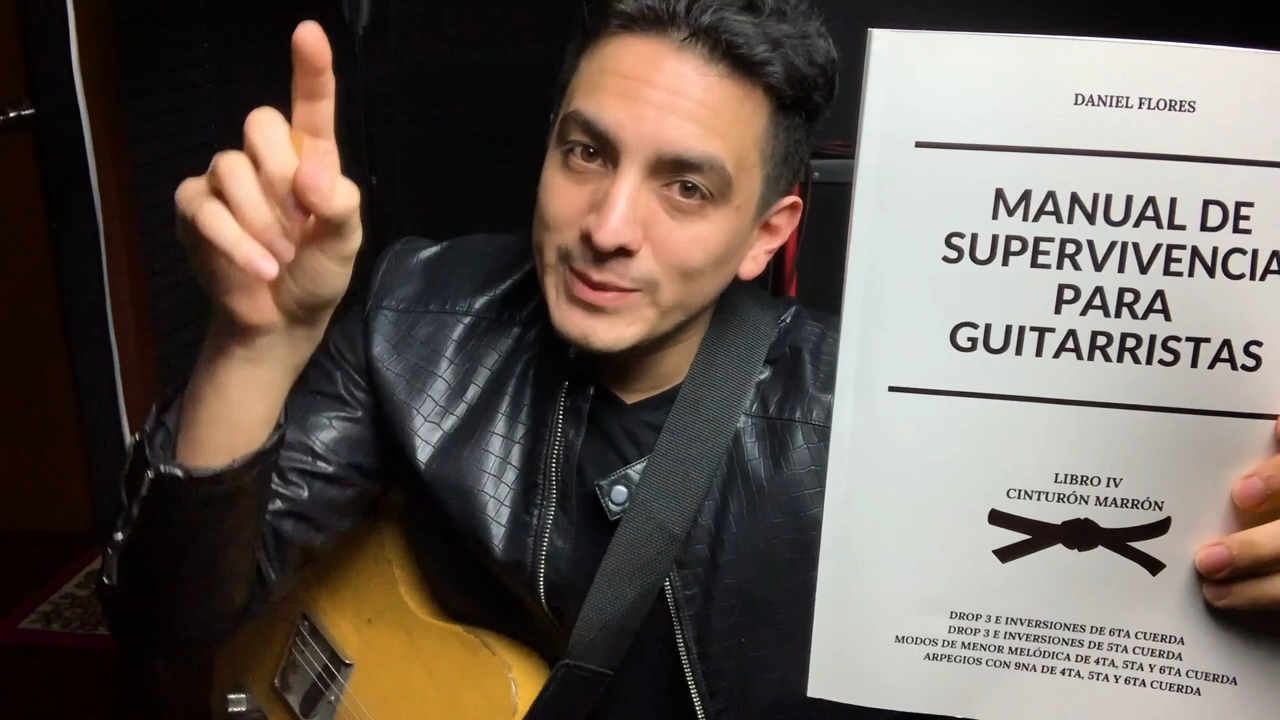 DANIEL FLORES
MANUAL DE
SUPERVIVENCIA
PARA
GUITARRISTAS
LIBRO IV
CINTURÓN MARRÓN
DROP 3 E INVERSIONES DE 6TA CUERDA
DROP 3 E INVERSIONES DE 5TA CUERDA
MODOS DE MENOR MELÓDICA DE 4TA, 5TA Y 6TA CUERDA
ARPEGIOS CON 9NA DE 4TA, 5TA Y 6TA CUERDA